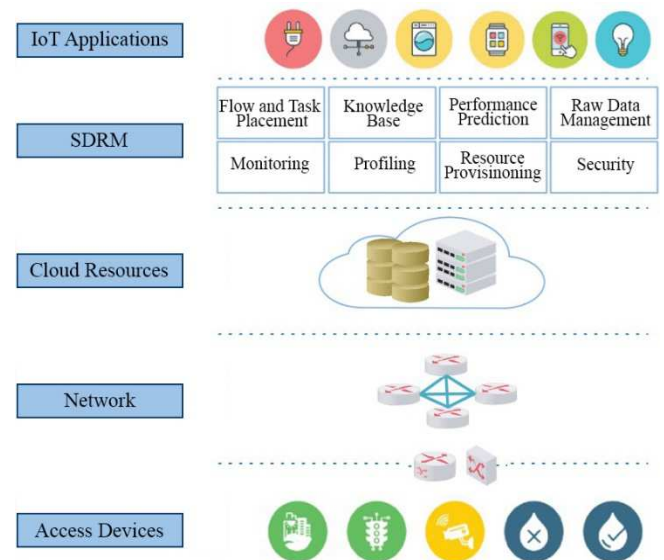 IoT Applications
SDRM
Flow and Task
Placement
Knowledge
Base
Performance
Prediction
Raw Data
Management
Monitoring
Profiling
Resource
Provisinoning
Security
Cloud Resources
Network
Access Devices